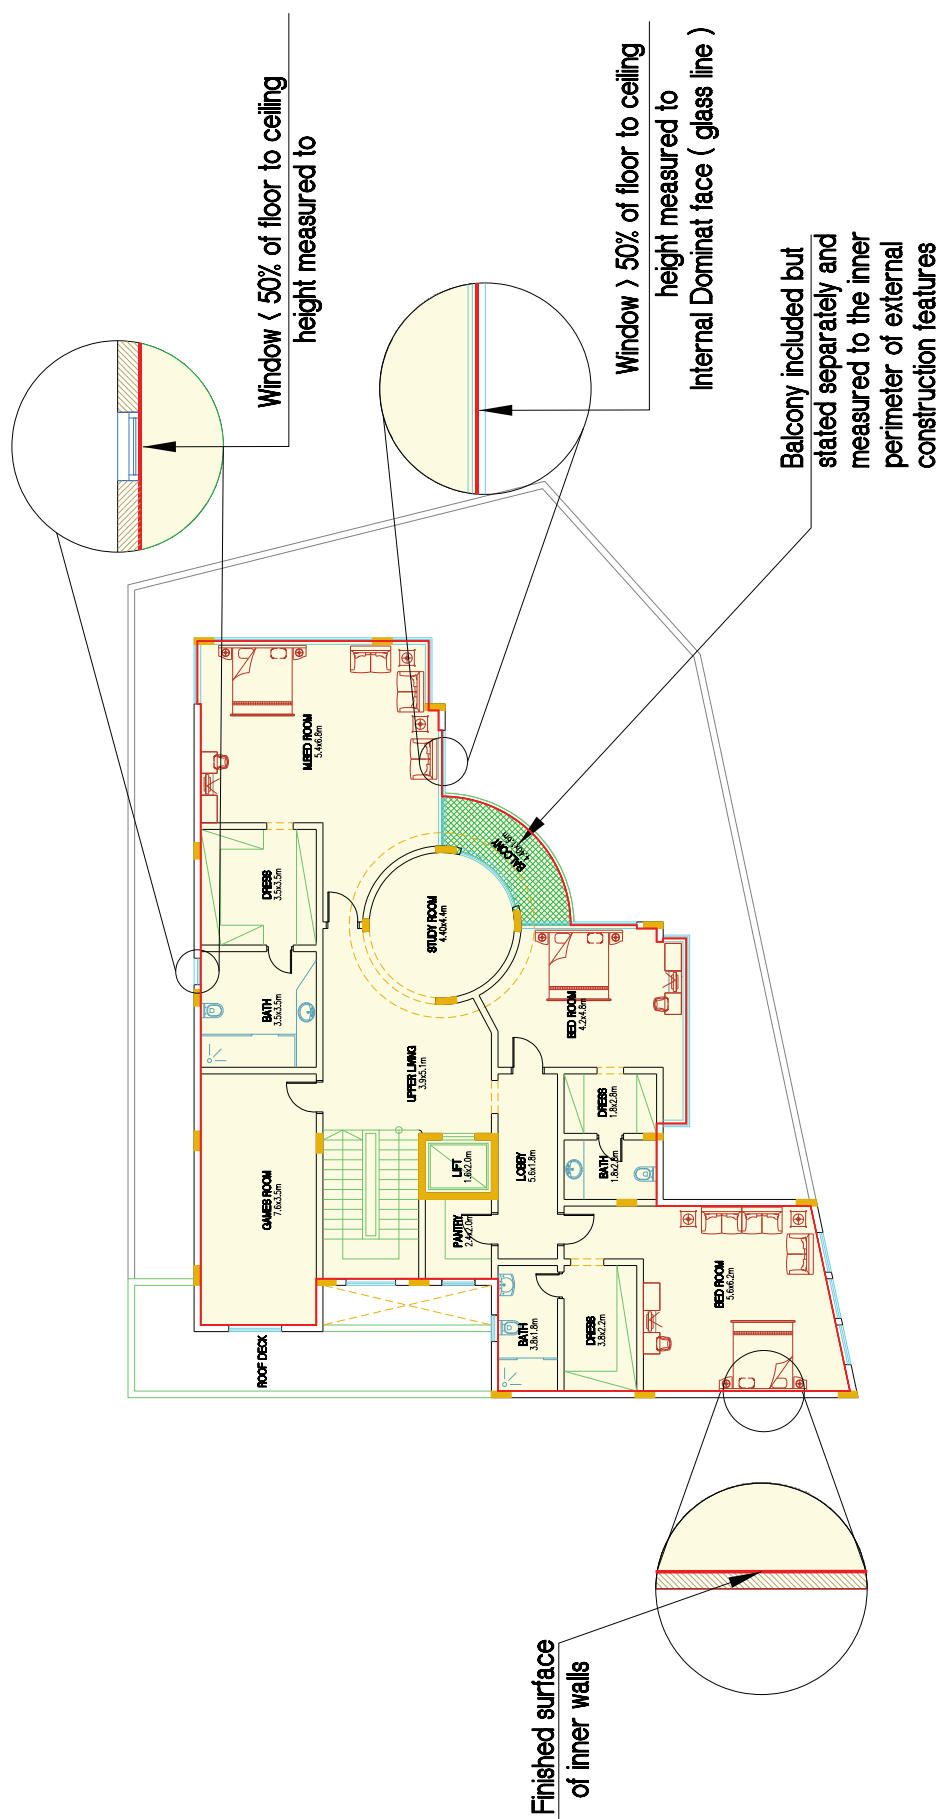 Window < 50% of floor to ceiling
height measured to
Window > 50% of floor to ceiling
height measured to
Internal Dominat face ( glass line )
Balcony included but
stated separately and
measured to the inner
perimeter of external
construction features
Finished surface
of inner walls
M.BED ROOM
5.4x6.8m
DRESS
3.5x3.5m
BATH
3.5x3.5m
GAMES ROOM
7.6x3.5m
ROOF DECK
STUDY ROOM
4.40x4.4m
BALCONY
4.40x1.6m
UPPER LIVING
3.9x5.1m
LIFT
1.6x2.0m
PANTRY
2.4x2.0m
LOBBY
5.6x1.8m
BED ROOM
4.2x4.8m
DRESS
1.8x2.8m
BATH
1.8x2.8m
BATH
3.8x1.8m
DRESS
3.8x2.2m
BED ROOM
5.6x6.2m